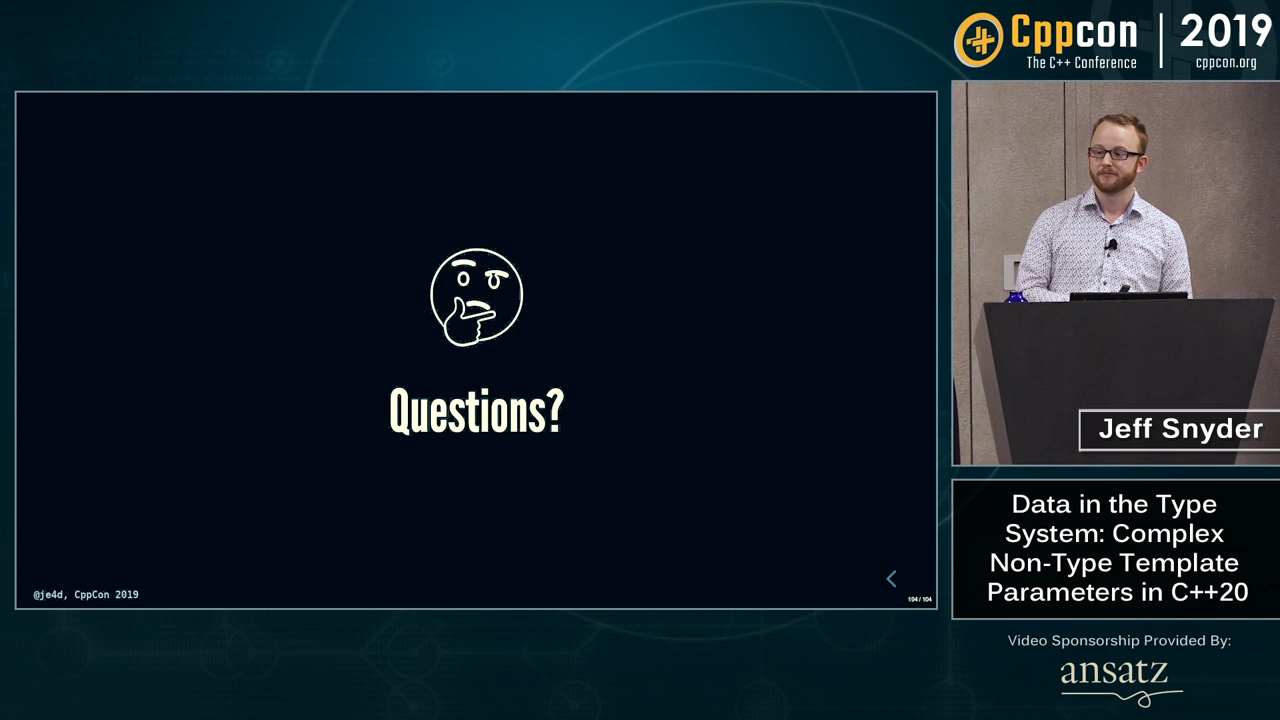 Cppcon | 2019
The C++ Conference cppcon.org
Questions?
@je4d, CppCon 2019
104 / 104
Jeff Snyder
Data in the Type
System: Complex
Non-Type Template
Parameters in C++20
Video Sponsorship Provided By:
ansatz